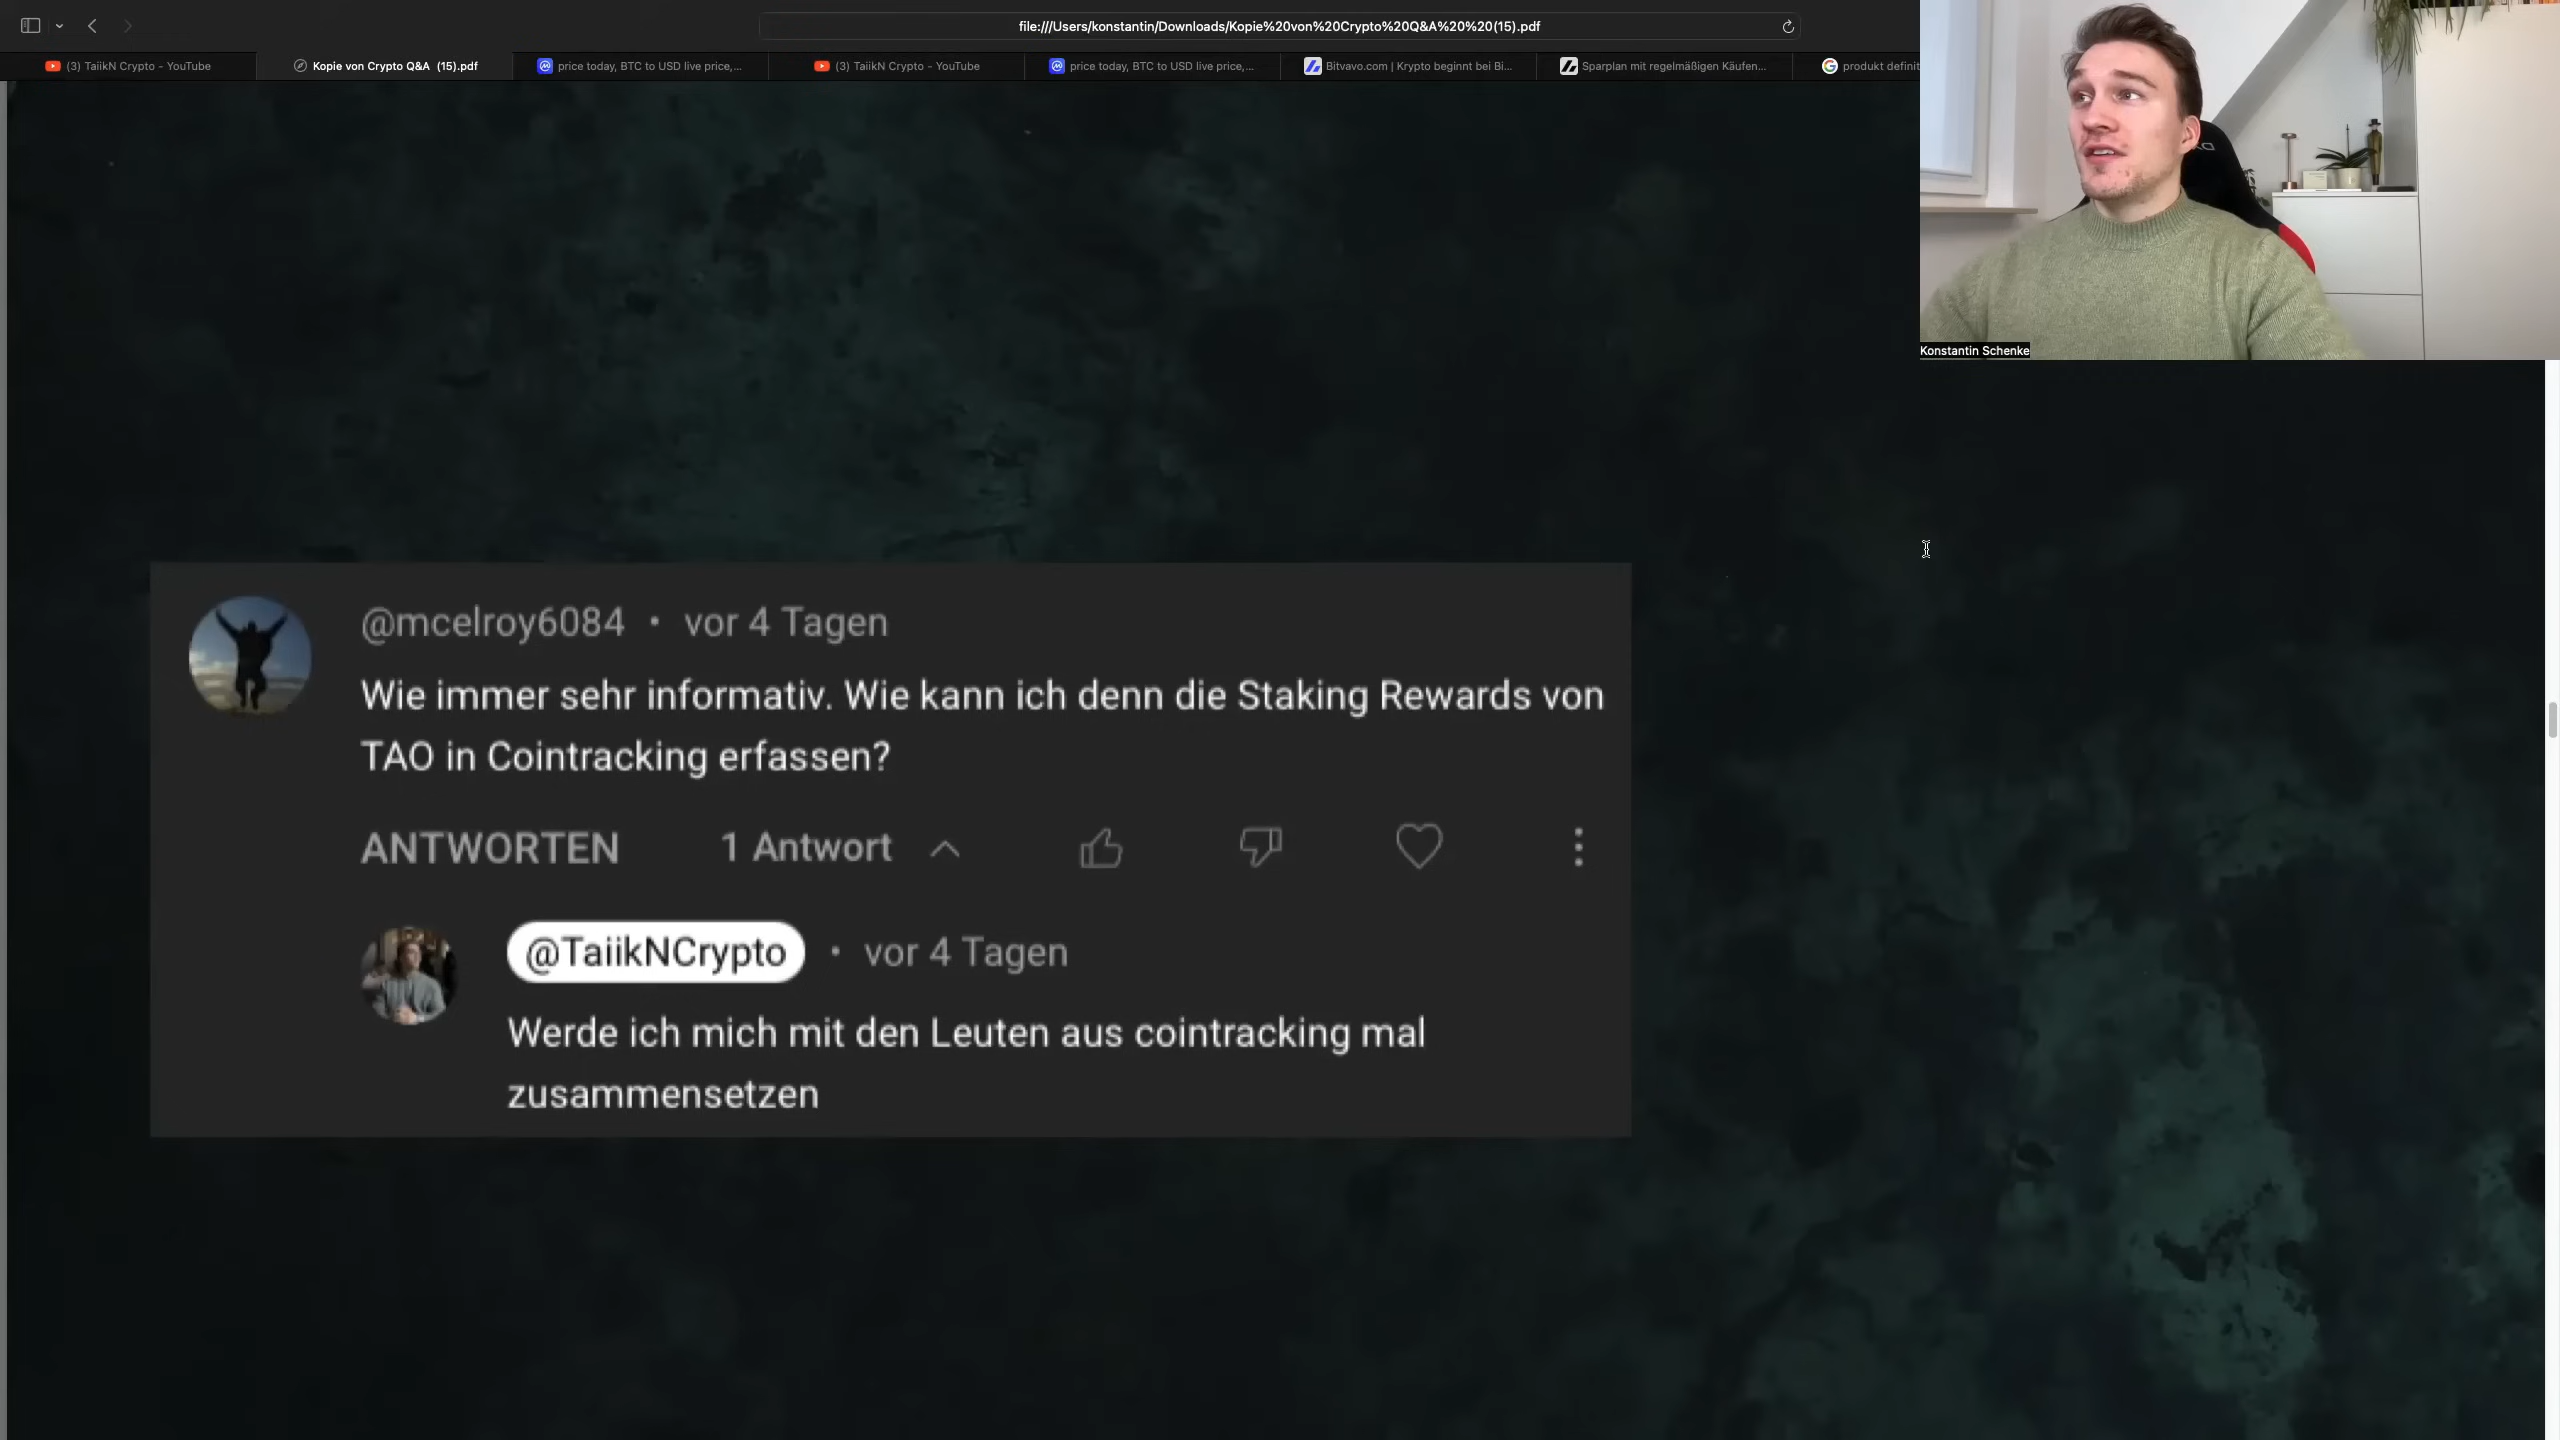 file:///Users/konstantin/Downloads/Kopie%20von%20Crypto%20Q&A%20%20(15).pdf
(3) TaiikN Crypto - YouTube
Kopie von Crypto Q&A (15).pdf
price today, BTC to USD live price,...
(3) TaiikN Crypto - YouTube
price today, BTC to USD live price,...
Bitvavo.com | Krypto beginnt bei Bi...
Sparplan mit regelmäßigen Käufen...
produkt definit
Konstantin Schenke
@mcelroy6084 • vor 4 Tagen
Wie immer sehr informativ. Wie kann ich denn die Staking Rewards von
TAO in Cointracking erfassen?
ANTWORTEN 1 Antwort
@TaiikNCrypto • vor 4 Tagen
Werde ich mich mit den Leuten aus cointracking mal
zusammensetzen